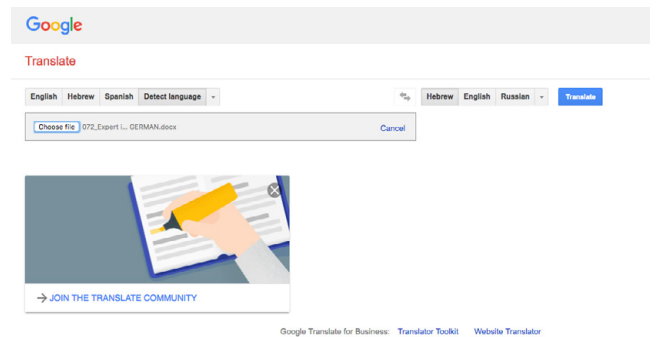 Google
Translate
English Hebrew Spanish Detect language Hebrew English Russian Translate
Choose file 072_Expert i... GERMAN.docx Cancel
→ JOIN THE TRANSLATE COMMUNITY
Google Translate for Business: Translator Toolkit Website Translator